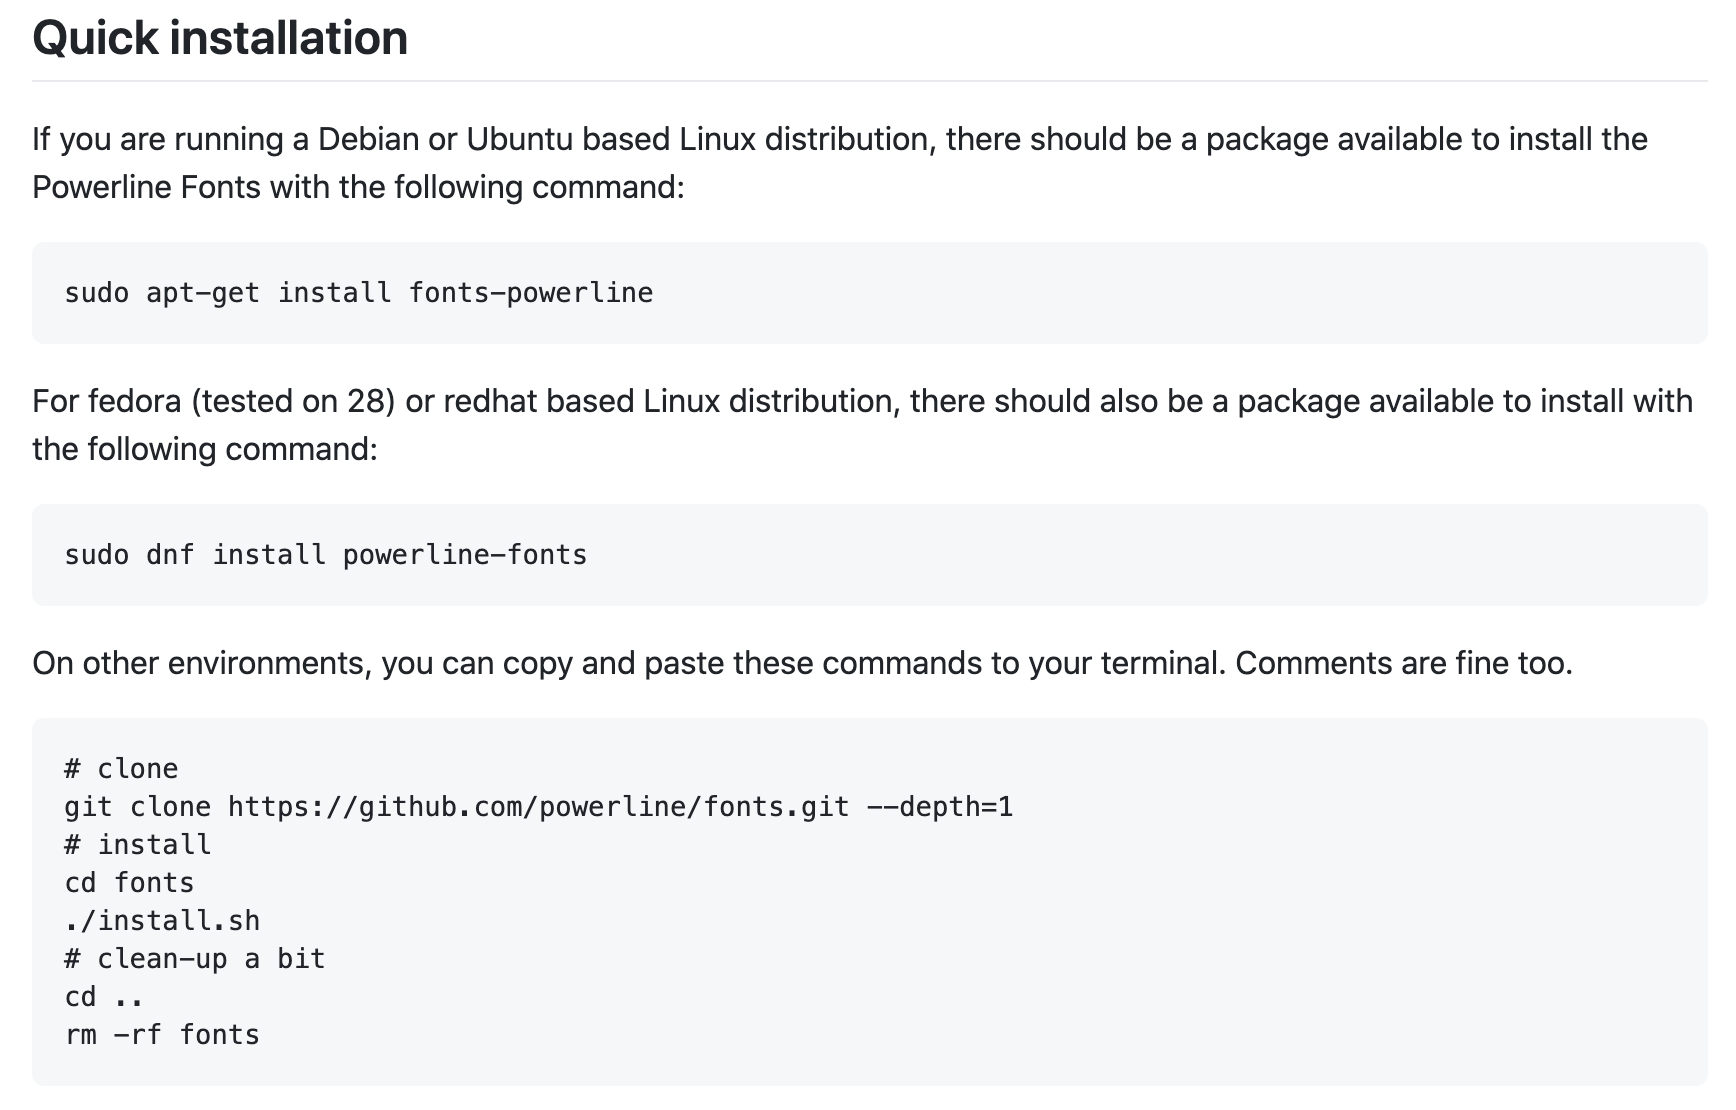 Quick installation
If you are running a Debian or Ubuntu based Linux distribution, there should be a package available to install the
Powerline Fonts with the following command:
sudo apt-get install fonts-powerline
For fedora (tested on 28) or redhat based Linux distribution, there should also be a package available to install with
the following command:
sudo dnf install powerline-fonts
On other environments, you can copy and paste these commands to your terminal. Comments are fine too.
# clone
git clone https://github.com/powerline/fonts.git --depth=1
# install
cd fonts
./install.sh
# clean-up a bit
cd ..
rm -rf fonts